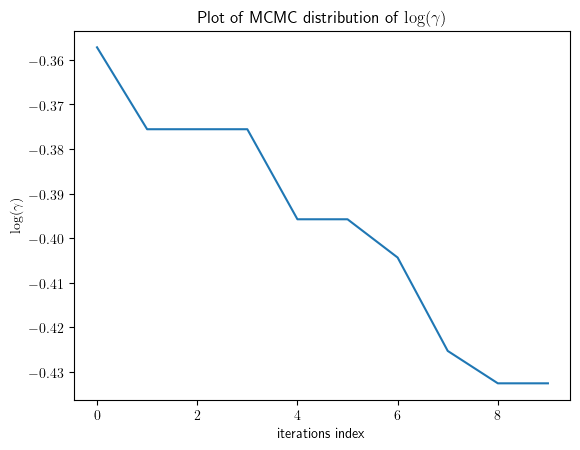 Plot of MCMC distribution of log(γ)
−0.36
−0.37
−0.38
−0.39
−0.40
−0.41
−0.42
−0.43
log(γ)
0 2 4 6 8
iterations index